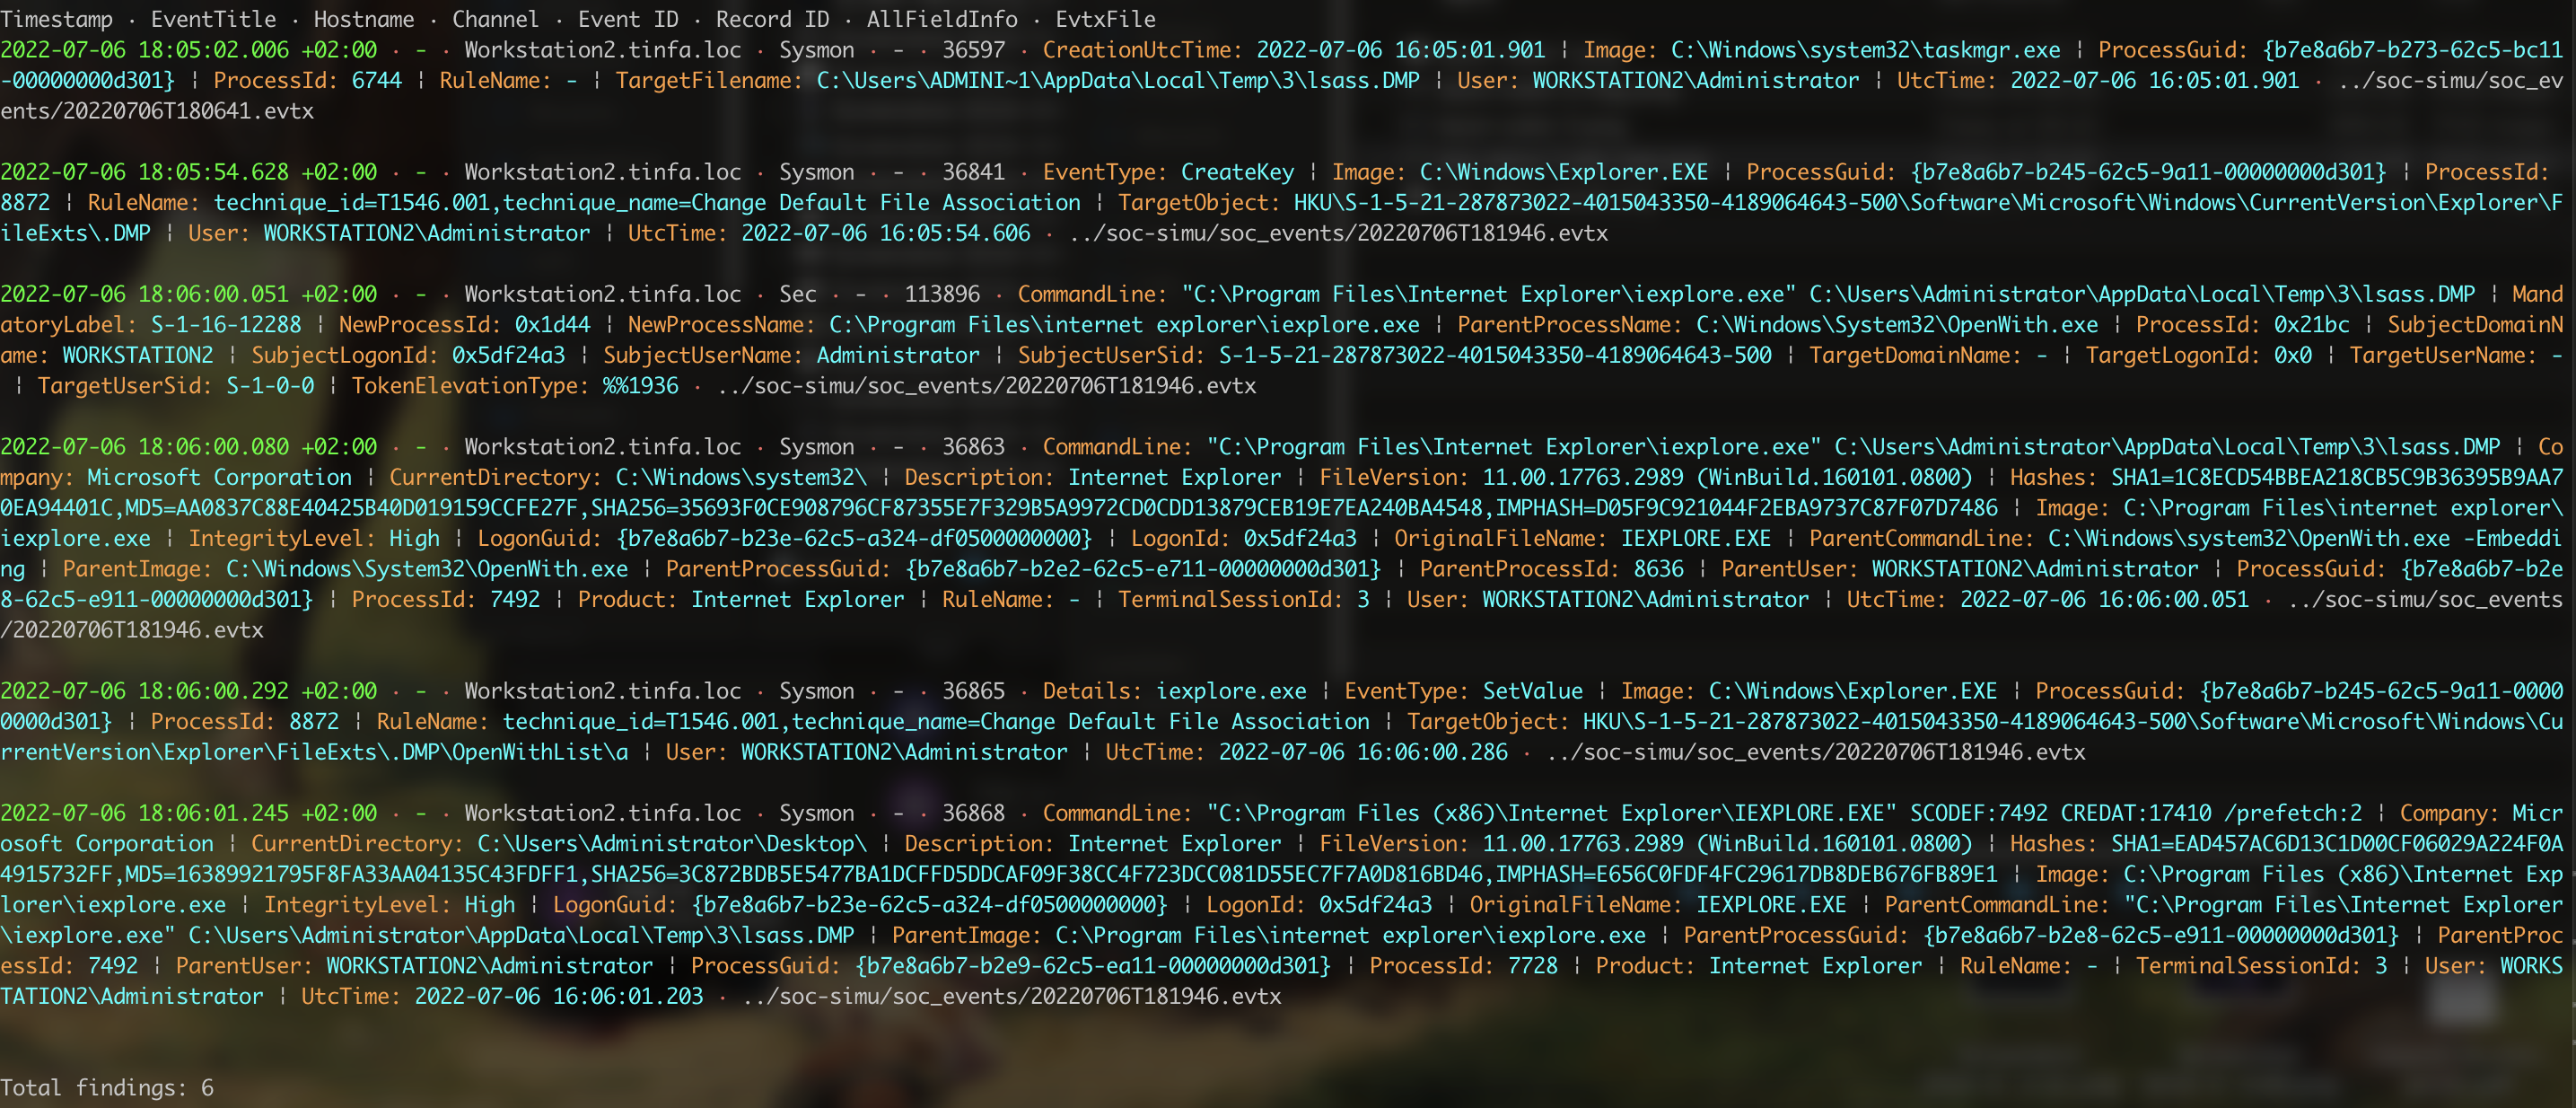 Timestamp · EventTitle · Hostname · Channel · Event ID · Record ID · AllFieldInfo · EvtxFile
2022-07-06 18:05:02.006 +02:00 · - · Workstation2.tinfa.loc · Sysmon · - · 36597 · CreationUtcTime: 2022-07-06 16:05:01.901 ¦ Image: C:\Windows\system32\taskmgr.exe ¦ ProcessGuid: {b7e8a6b7-b273-62c5-bc11
-00000000d301} ¦ ProcessId: 6744 ¦ RuleName: - ¦ TargetFilename: C:\Users\ADMINI~1\AppData\Local\Temp\3\lsass.DMP ¦ User: WORKSTATION2\Administrator ¦ UtcTime: 2022-07-06 16:05:01.901 · ../soc-simu/soc_ev
ents/20220706T180641.evtx
2022-07-06 18:05:54.628 +02:00 · - · Workstation2.tinfa.loc · Sysmon · - · 36841 · EventType: CreateKey ¦ Image: C:\Windows\Explorer.EXE ¦ ProcessGuid: {b7e8a6b7-b245-62c5-9a11-00000000d301} ¦ ProcessId:
8872 ¦ RuleName: technique_id=T1546.001,technique_name=Change Default File Association ¦ TargetObject: HKU\S-1-5-21-287873022-4015043350-4189064643-500\Software\Microsoft\Windows\CurrentVersion\Explorer\F
ileExts\.DMP ¦ User: WORKSTATION2\Administrator ¦ UtcTime: 2022-07-06 16:05:54.606 · ../soc-simu/soc_events/20220706T181946.evtx
2022-07-06 18:06:00.051 +02:00 · - · Workstation2.tinfa.loc · Sec · - · 113896 · CommandLine: "C:\Program Files\Internet Explorer\iexplore.exe" C:\Users\Administrator\AppData\Local\Temp\3\lsass.DMP ¦ Mand
atoryLabel: S-1-16-12288 ¦ NewProcessId: 0x1d44 ¦ NewProcessName: C:\Program Files\internet explorer\iexplore.exe ¦ ParentProcessName: C:\Windows\System32\OpenWith.exe ¦ ProcessId: 0x21bc ¦ SubjectDomainN
ame: WORKSTATION2 ¦ SubjectLogonId: 0x5df24a3 ¦ SubjectUserName: Administrator ¦ SubjectUserSid: S-1-5-21-287873022-4015043350-4189064643-500 ¦ TargetDomainName: - ¦ TargetLogonId: 0x0 ¦ TargetUserName: -
¦ TargetUserSid: S-1-0-0 ¦ TokenElevationType: %%1936 · ../soc-simu/soc_events/20220706T181946.evtx
2022-07-06 18:06:00.080 +02:00 · - · Workstation2.tinfa.loc · Sysmon · - · 36863 · CommandLine: "C:\Program Files\Internet Explorer\iexplore.exe" C:\Users\Administrator\AppData\Local\Temp\3\lsass.DMP ¦ Co
mpany: Microsoft Corporation ¦ CurrentDirectory: C:\Windows\system32\ ¦ Description: Internet Explorer ¦ FileVersion: 11.00.17763.2989 (WinBuild.160101.0800) ¦ Hashes: SHA1=1C8ECD54BBEA218CB5C9B36395B9AA7
0EA94401C,MD5=AA0837C88E40425B40D019159CCFE27F,SHA256=35693F0CE908796CF87355E7F329B5A9972CD0CDD13879CEB19E7EA240BA4548,IMPHASH=D05F9C921044F2EBA9737C87F07D7486 ¦ Image: C:\Program Files\internet explorer\
iexplore.exe ¦ IntegrityLevel: High ¦ LogonGuid: {b7e8a6b7-b23e-62c5-a324-df0500000000} ¦ LogonId: 0x5df24a3 ¦ OriginalFileName: IEXPLORE.EXE ¦ ParentCommandLine: C:\Windows\system32\OpenWith.exe -Embeddi
ng ¦ ParentImage: C:\Windows\System32\OpenWith.exe ¦ ParentProcessGuid: {b7e8a6b7-b2e2-62c5-e711-00000000d301} ¦ ParentProcessId: 8636 ¦ ParentUser: WORKSTATION2\Administrator ¦ ProcessGuid: {b7e8a6b7-b2e
8-62c5-e911-00000000d301} ¦ ProcessId: 7492 ¦ Product: Internet Explorer ¦ RuleName: - ¦ TerminalSessionId: 3 ¦ User: WORKSTATION2\Administrator ¦ UtcTime: 2022-07-06 16:06:00.051 · ../soc-simu/soc_events
/20220706T181946.evtx
2022-07-06 18:06:00.292 +02:00 · - · Workstation2.tinfa.loc · Sysmon · - · 36865 · Details: iexplore.exe ¦ EventType: SetValue ¦ Image: C:\Windows\Explorer.EXE ¦ ProcessGuid: {b7e8a6b7-b245-62c5-9a11-0000
0000d301} ¦ ProcessId: 8872 ¦ RuleName: technique_id=T1546.001,technique_name=Change Default File Association ¦ TargetObject: HKU\S-1-5-21-287873022-4015043350-4189064643-500\Software\Microsoft\Windows\Cu
rrentVersion\Explorer\FileExts\.DMP\OpenWithList\a ¦ User: WORKSTATION2\Administrator ¦ UtcTime: 2022-07-06 16:06:00.286 · ../soc-simu/soc_events/20220706T181946.evtx
2022-07-06 18:06:01.245 +02:00 · - · Workstation2.tinfa.loc · Sysmon · - · 36868 · CommandLine: "C:\Program Files (x86)\Internet Explorer\IEXPLORE.EXE" SCODEF:7492 CREDAT:17410 /prefetch:2 ¦ Company: Micr
osoft Corporation ¦ CurrentDirectory: C:\Users\Administrator\Desktop\ ¦ Description: Internet Explorer ¦ FileVersion: 11.00.17763.2989 (WinBuild.160101.0800) ¦ Hashes: SHA1=EAD457AC6D13C1D00CF06029A224F0A
4915732FF,MD5=16389921795F8FA33AA04135C43FDFF1,SHA256=3C872BDB5E5477BA1DCFFD5DDCAF09F38CC4F723DCC081D55EC7F7A0D816BD46,IMPHASH=E656C0FDF4FC29617DB8DEB676FB89E1 ¦ Image: C:\Program Files (x86)\Internet Exp
lorer\iexplore.exe ¦ IntegrityLevel: High ¦ LogonGuid: {b7e8a6b7-b23e-62c5-a324-df0500000000} ¦ LogonId: 0x5df24a3 ¦ OriginalFileName: IEXPLORE.EXE ¦ ParentCommandLine: "C:\Program Files\Internet Explorer
\iexplore.exe" C:\Users\Administrator\AppData\Local\Temp\3\lsass.DMP ¦ ParentImage: C:\Program Files\internet explorer\iexplore.exe ¦ ParentProcessGuid: {b7e8a6b7-b2e8-62c5-e911-00000000d301} ¦ ParentProc
essId: 7492 ¦ ParentUser: WORKSTATION2\Administrator ¦ ProcessGuid: {b7e8a6b7-b2e9-62c5-ea11-00000000d301} ¦ ProcessId: 7728 ¦ Product: Internet Explorer ¦ RuleName: - ¦ TerminalSessionId: 3 ¦ User: WORKS
TATION2\Administrator ¦ UtcTime: 2022-07-06 16:06:01.203 · ../soc-simu/soc_events/20220706T181946.evtx
Total findings: 6